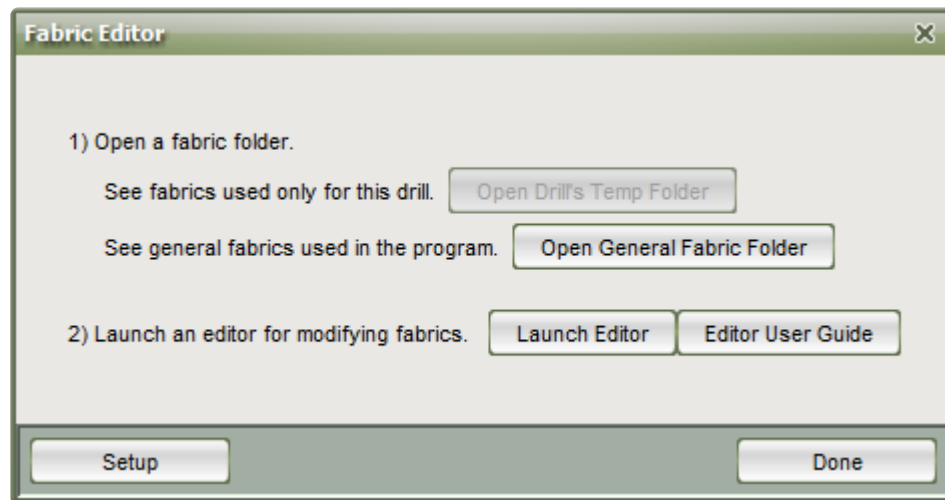 Fabric Editor
1) Open a fabric folder.
See fabrics used only for this drill. Open Drill's Temp Folder
See general fabrics used in the program. Open General Fabric Folder
2) Launch an editor for modifying fabrics. Launch Editor Editor User Guide
Setup Done